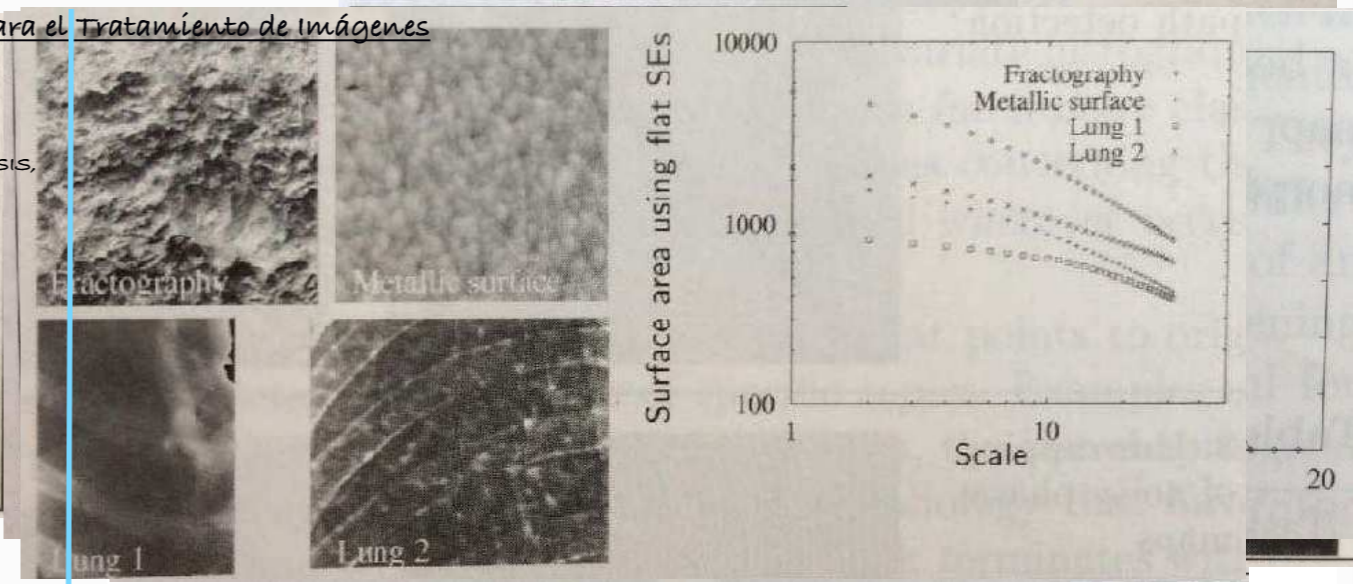 ara el Tratamiento de Imágenes
sis,
Fractography
Metallic surface
Lung 1
Lung 2
Surface area using flat SEs
10000
1000
100
1
10
Scale
Fractography
Metallic surface
Lung 1
Lung 2
20